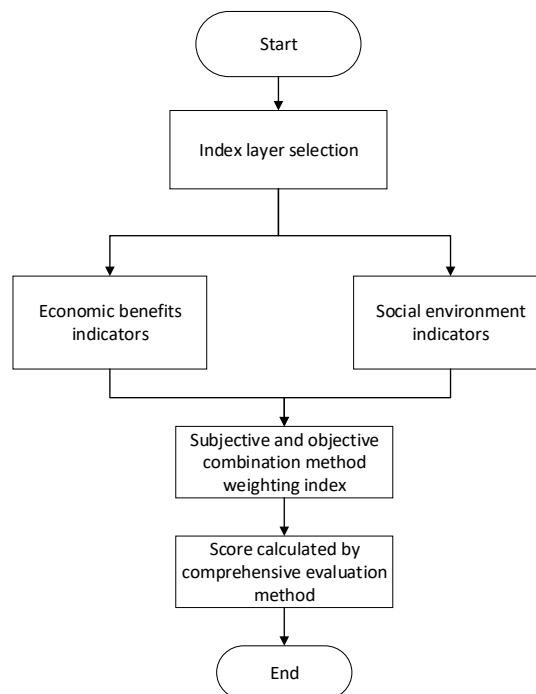 Start
Index layer selection
Economic benefits
indicators
Social environment
indicators
Subjective and objective
combination method
weighting index
Score calculated by
comprehensive evaluation
method
End